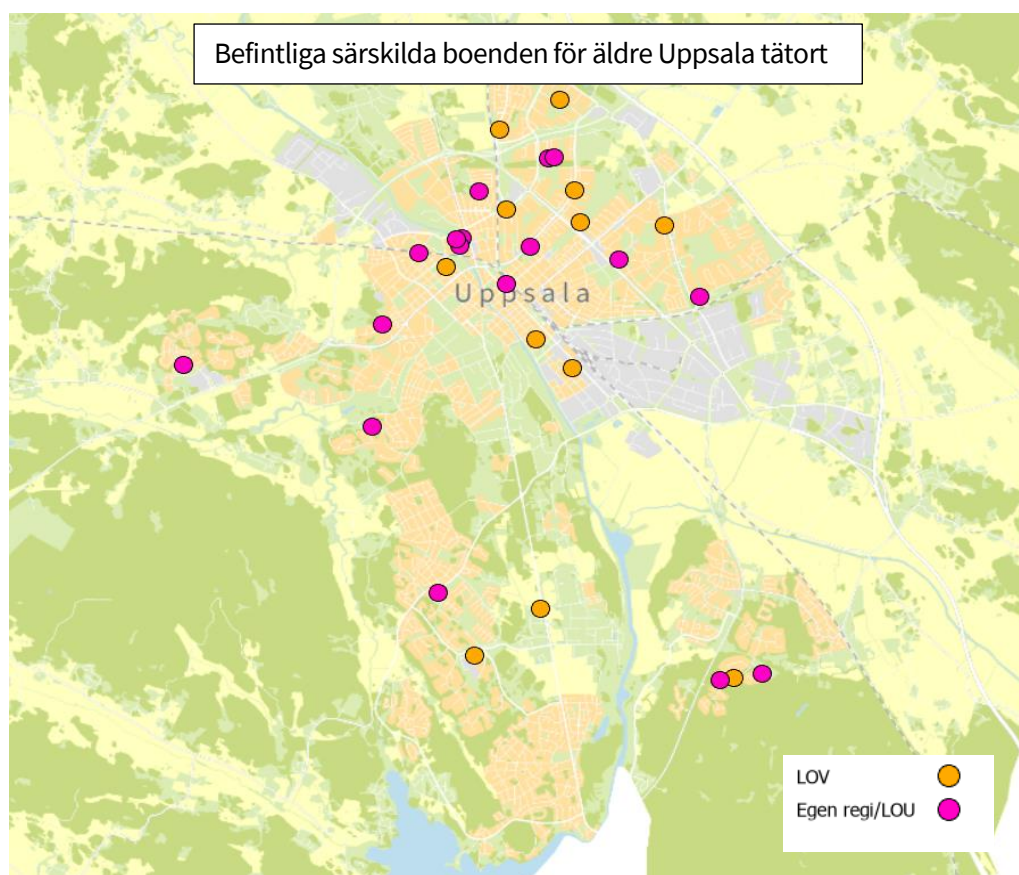 Befintliga särskilda boenden för äldre Uppsala tätort
Uppsala
LOV
Egen regi/LOU